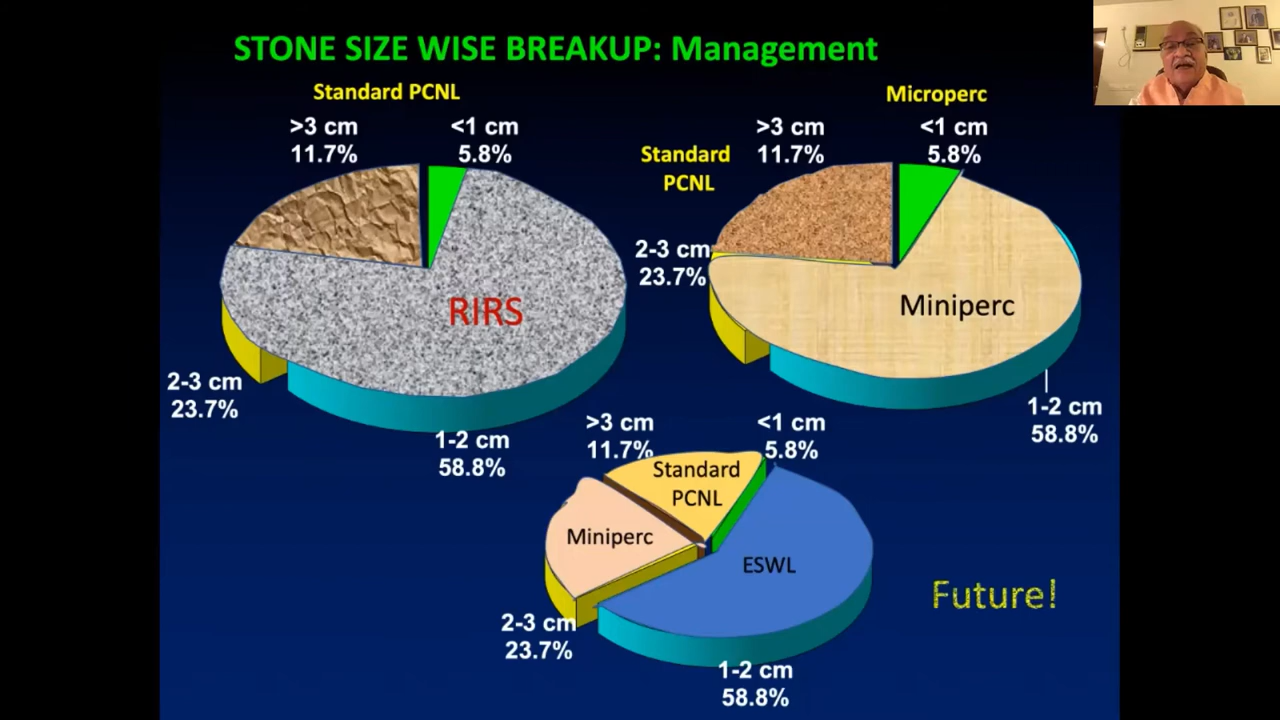 STONE SIZE WISE BREAKUP: Management
Standard PCNL
>3 cm
11.7%
<1 cm
5.8%
RIRS
2-3 cm
23.7%
1-2 cm
58.8%
Microperc
Standard
PCNL
>3 cm
11.7%
<1 cm
5.8%
2-3 cm
23.7%
Miniperc
1-2 cm
58.8%
>3 cm
11.7%
<1 cm
5.8%
Standard
PCNL
Miniperc
ESWL
2-3 cm
23.7%
1-2 cm
58.8%
Future!